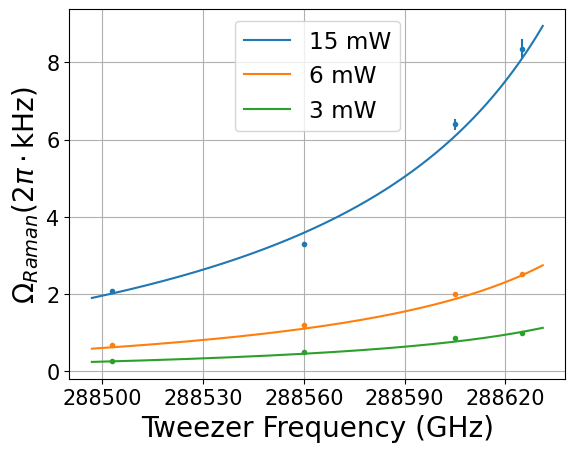 15 mW
6 mW
3 mW
8
6
4
2
0
288500 288530 288560 288590 288620
Ω_Raman(2π · kHz)
Tweezer Frequency (GHz)